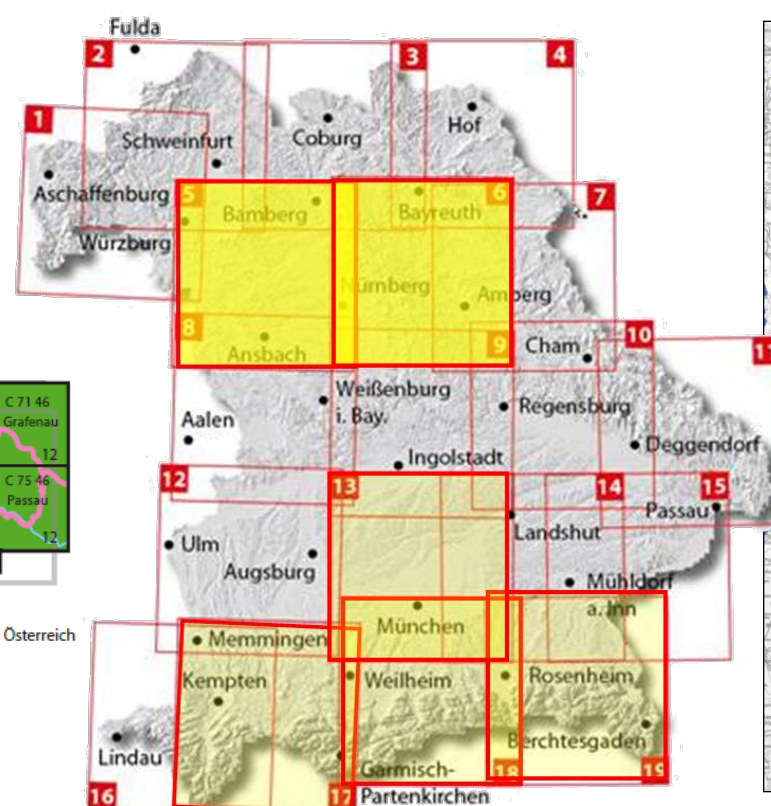 Fulda
2
3
4
1
Schweinfurt
Coburg
Hof
Aschaffenburg
5
Bamberg
Bayreuth
6
7
Würzburg
Nürnberg
Amberg
8
Ansbach
9
Cham
10
11
C 71 46
Grafenau
12
C 75 46
Passau
12
Weißenburg
i. Bay.
Regensburg
Aalen
Deggendorf
Ingolstadt
12
13
14
15
Passau
Landshut
Ulm
Augsburg
Mühldorf
a. Inn
München
Österreich
Memmingen
Kempten
Weilheim
Rosenheim
Berchtesgaden
Lindau
Garmisch-
Partenkirchen
16
17
18
19